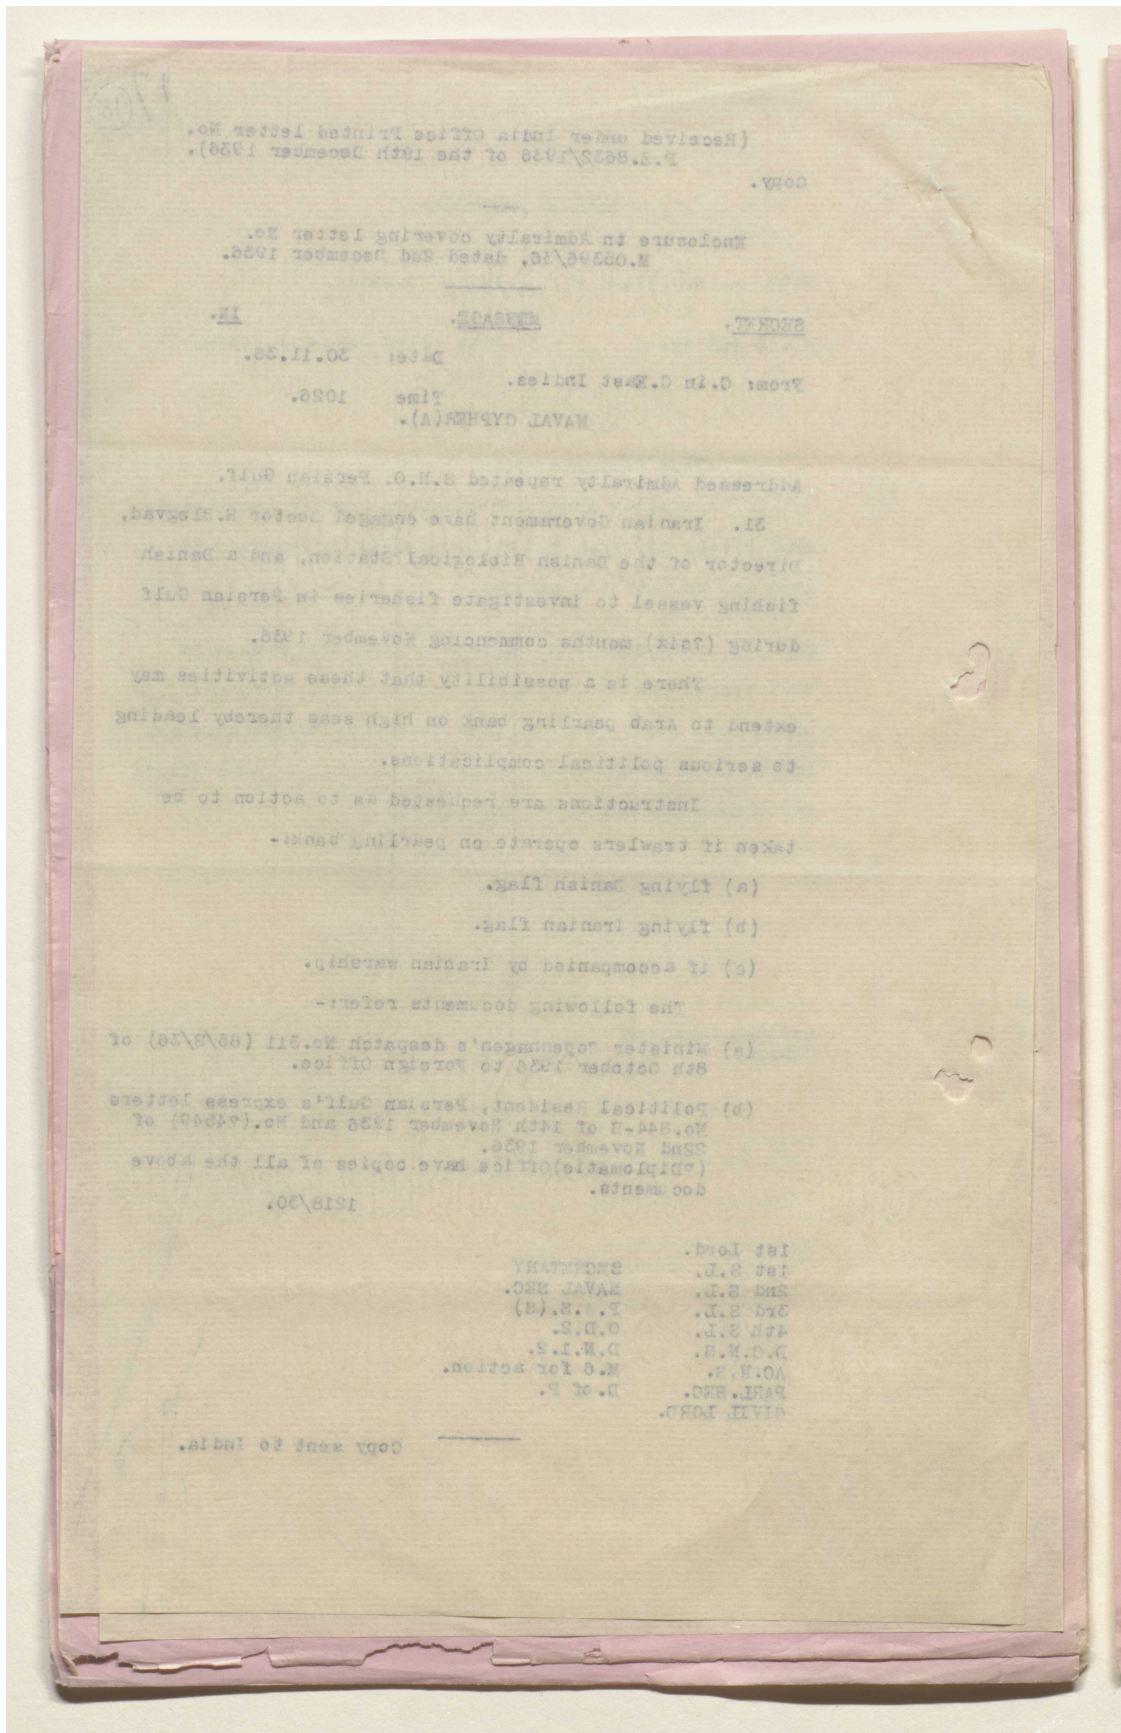 (Received under India Office Printed letter No.
P.Z.8632/1936 of the 19th December 1936).
Copy.
Enclosure in Admiralty covering letter No.
M.05396/36, dated 2nd December 1936.
SECRET. MESSAGE. IN.
Date: 30.11.36.
From: C.in C.East Indies.
Time 1026.
NAVAL CYPHER(A).
Addressed Admiralty repeated S.N.O. Persian Gulf.
31. Iranian Government have engaged Doctor H.Blegvad,
Director of the Danish Biological Station, and a Danish
fishing vessel to investigate fisheries in Persian Gulf
during (?six) months commencing November 1936.
There is a possibility that these activities may
extend to Arab pearling bank on high seas thereby leading
to serious political complications.
Instructions are requested as to action to be
taken if trawlers operate on pearling bank:-
(a) flying Danish flag.
(b) flying Iranian flag.
(c) if accompanied by Iranian warship.
The following documents refer:-
(a) Minister Copenhagen's despatch No.311 (86/8/36) of
8th October 1936 to Foreign Office.
(b) Political Resident, Persian Gulf's express letters
No.844-S of 14th November 1936 and No.(?4549) of
22nd November 1936.
(?Diplomatic)Office have copies of all the above
documents.
1218/30.
1st Lord.
1st S.L. SECRETARY
2nd S.L. NAVAL SEC.
3rd S.L. P.A.S.(S)
4th S.L. O.D.2.
D.C.N.S. D.N.I.2.
AC.N.S. M.6 for action.
PARL.SEC. D. of P.
CIVIL LORD.
Copy sent to India.